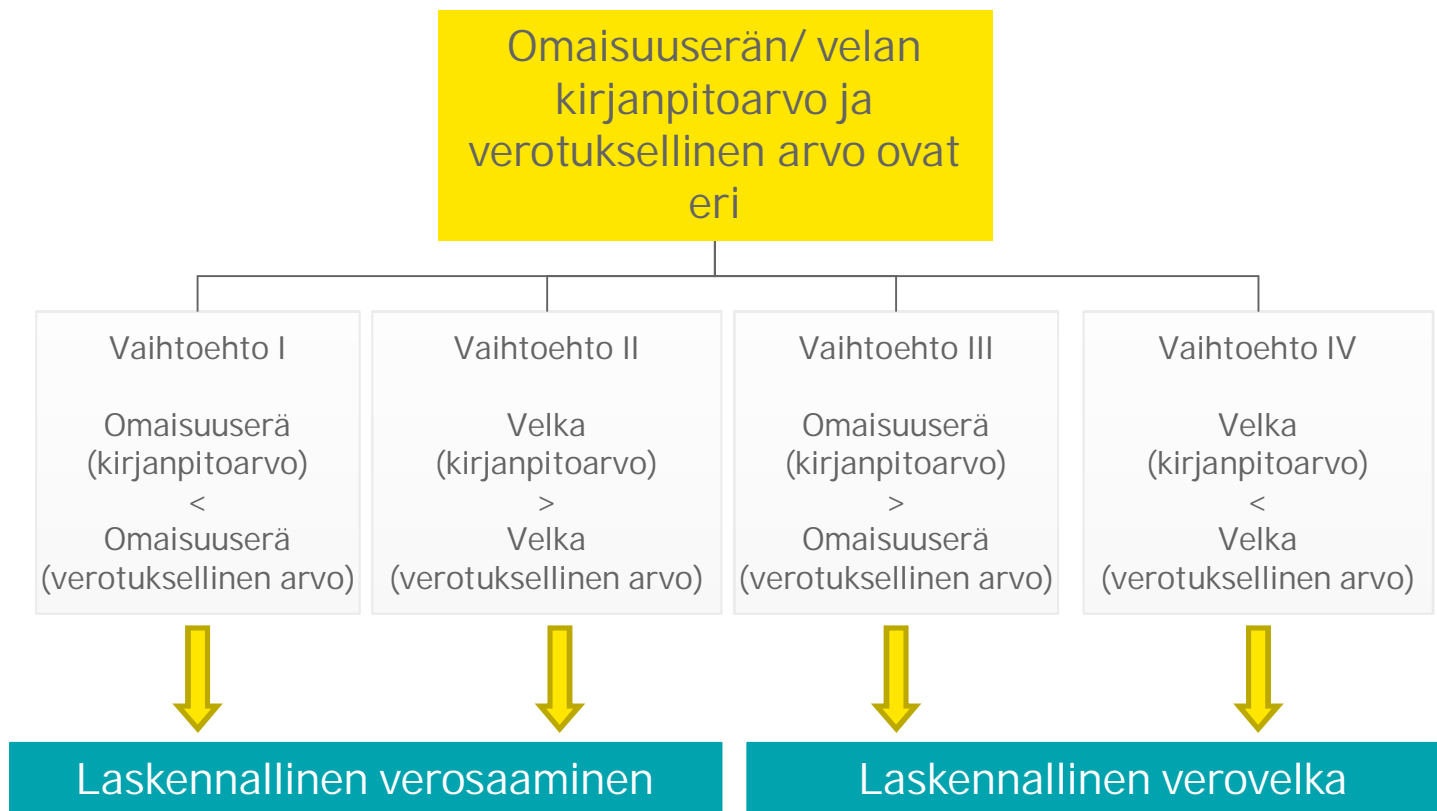 Omaisuuserän/ velan
kirjanpitoarvo ja
verotuksellinen arvo ovat
eri
Vaihtoehto I
Omaisuuserä
(kirjanpitoarvo)
<
Omaisuuserä
(verotuksellinen arvo)
Vaihtoehto II
Velka
(kirjanpitoarvo)
>
Velka
(verotuksellinen arvo)
Vaihtoehto III
Omaisuuserä
(kirjanpitoarvo)
>
Omaisuuserä
(verotuksellinen arvo)
Vaihtoehto IV
Velka
(kirjanpitoarvo)
<
Velka
(verotuksellinen arvo)
Laskennallinen verosaaminen
Laskennallinen verovelka